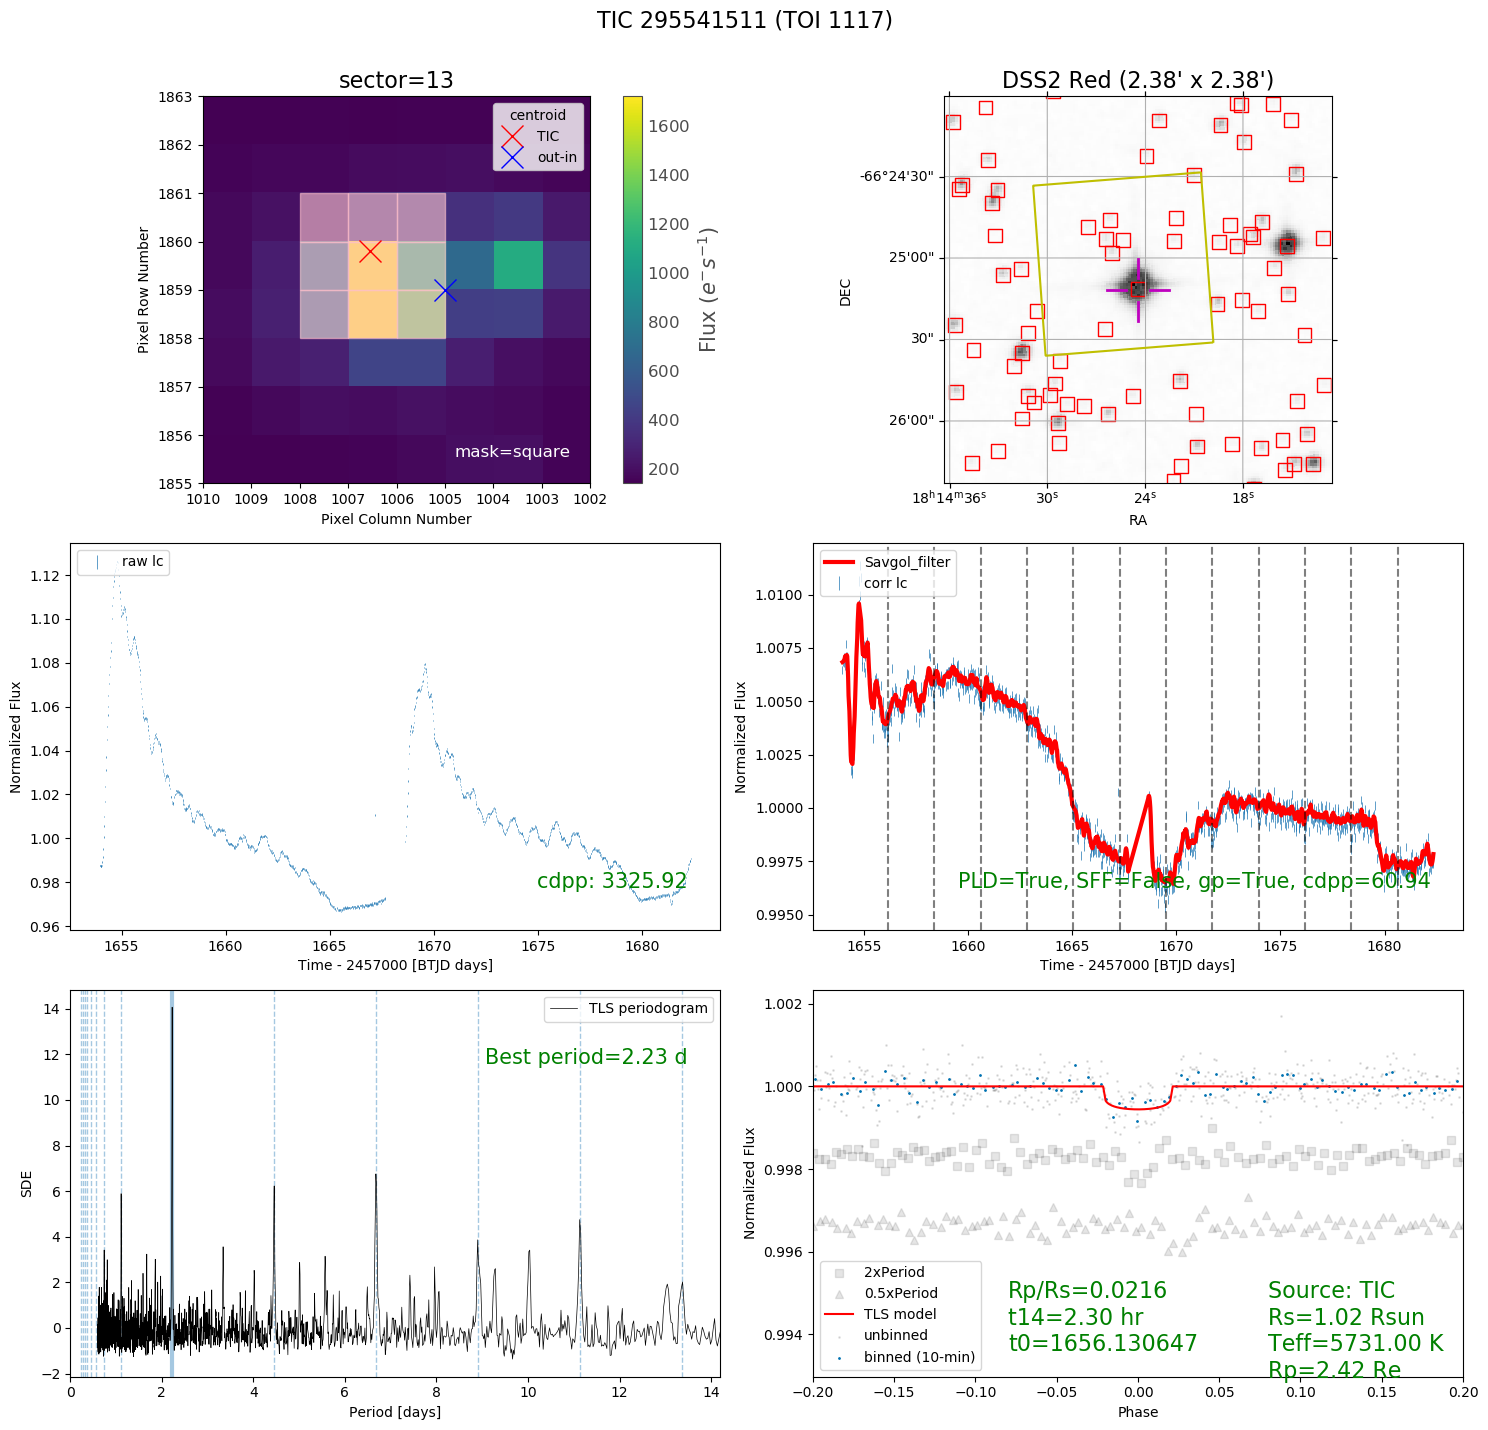 TIC 295541511 (TOI 1117)
sector=13
centroid
TIC
out-in
mask=square
1863
1862
1861
1860
1859
1858
1857
1856
1855
1010 1009 1008 1007 1006 1005 1004 1003 1002
Pixel Row Number
Pixel Column Number
1600
1400
1200
1000
800
600
400
200
Flux (e⁻ s⁻¹)
DSS2 Red (2.38' x 2.38')
-66°24'30"
25'00"
30"
26'00"
DEC
18ʰ14ᵐ36ˢ 30ˢ 24ˢ 18ˢ
RA
raw lc
1.12
1.10
1.08
1.06
1.04
1.02
1.00
0.98
0.96
Normalized Flux
cdpp: 3325.92
1655 1660 1665 1670 1675 1680
Time - 2457000 [BTJD days]
Savgol_filter
corr lc
1.0100
1.0075
1.0050
1.0025
1.0000
0.9975
0.9950
Normalized Flux
PLD=True, SFF=False, gp=True, cdpp=60.94
1655 1660 1665 1670 1675 1680
Time - 2457000 [BTJD days]
TLS periodogram
Best period=2.23 d
14
12
10
8
6
4
2
0
−2
SDE
0 2 4 6 8 10 12 14
Period [days]
1.002
1.000
0.998
0.996
0.994
Normalized Flux
2xPeriod
0.5xPeriod
TLS model
unbinned
binned (10-min)
Rp/Rs=0.0216
t14=2.30 hr
t0=1656.130647
Source: TIC
Rs=1.02 Rsun
Teff=5731.00 K
Rp=2.42 Re
−0.20 −0.15 −0.10 −0.05 0.00 0.05 0.10 0.15 0.20
Phase